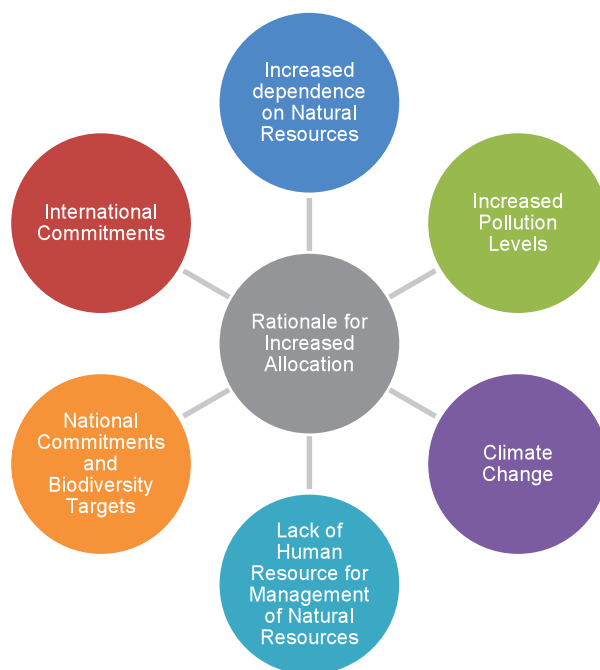 Increased
dependence
on Natural
Resources
International
Commitments
Increased
Pollution
Levels
Rationale for
Increased
Allocation
National
Commitments
and
Biodiversity
Targets
Climate
Change
Lack of
Human
Resource for
Management
of Natural
Resources